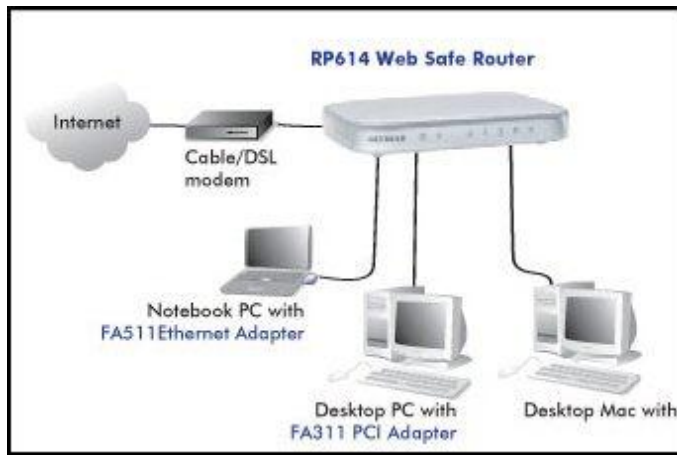 RP614 Web Safe Router
Internet
Cable/DSL
modem
NETGEAR
Notebook PC with
FA511Ethernet Adapter
Desktop PC with
FA311 PCI Adapter
Desktop Mac with